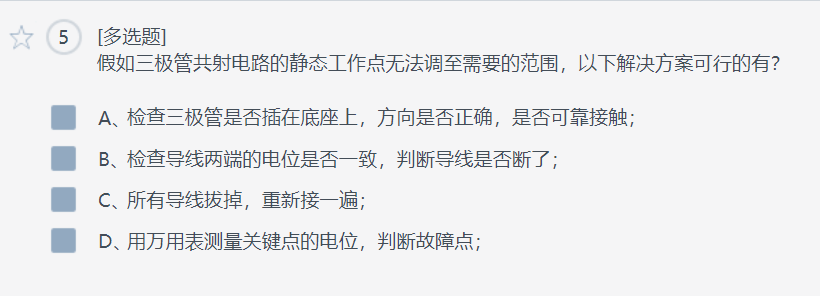 5 [多选题]
假如三极管共射电路的静态工作点无法调至需要的范围，以下解决方案可行的有?
A、检查三极管是否插在底座上，方向是否正确，是否可靠接触；
B、检查导线两端的电位是否一致，判断导线是否断了；
C、所有导线拔掉，重新接一遍；
D、用万用表测量关键点的电位，判断故障点；